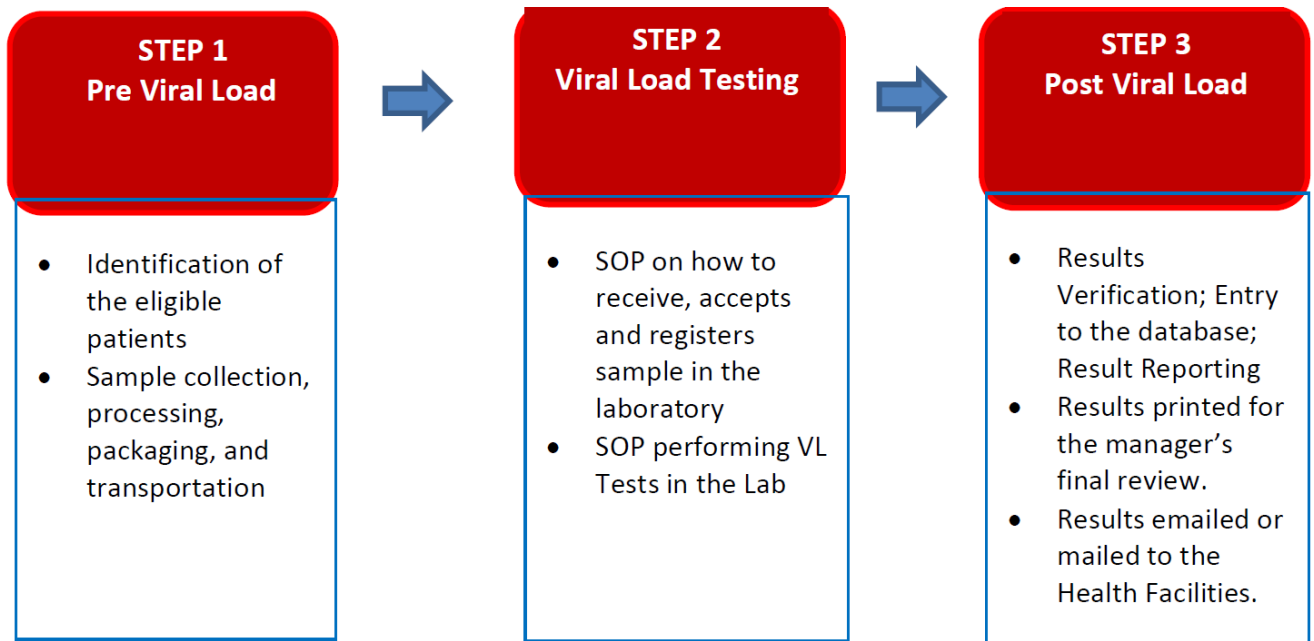 STEP 1
Pre Viral Load
• Identification of
the eligible
patients
• Sample collection,
processing,
packaging, and
transportation
STEP 2
Viral Load Testing
• SOP on how to
receive, accepts
and registers
sample in the
laboratory
• SOP performing VL
Tests in the Lab
STEP 3
Post Viral Load
• Results
Verification; Entry
to the database;
Result Reporting
• Results printed for
the manager’s
final review.
• Results emailed or
mailed to the
Health Facilities.